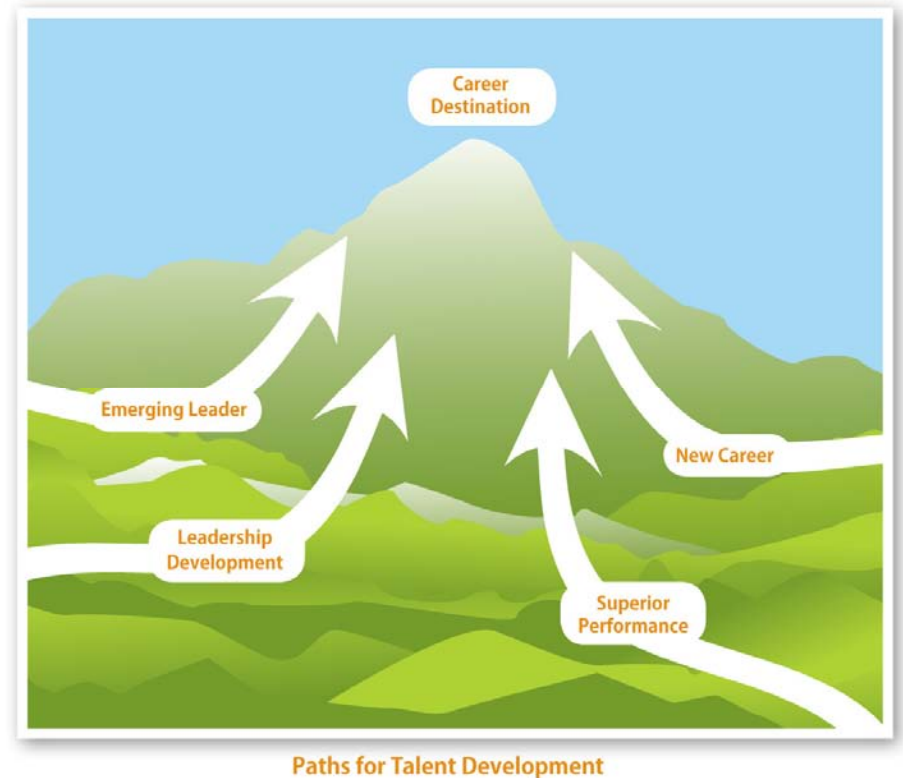 Career
Destination
Emerging Leader
New Career
Leadership
Development
Superior
Performance
Paths for Talent Development